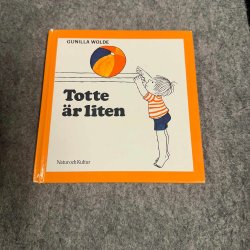 GUNILLA WOLDE
Totte
är liten
Natur och Kultur